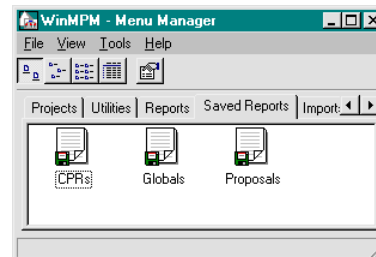 WinMPM - Menu Manager
File View Tools Help
Projects Utilities Reports Saved Reports Import
CPRs Globals Proposals